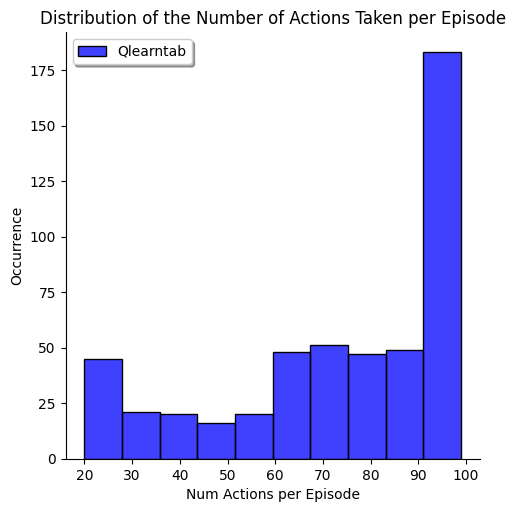 Distribution of the Number of Actions Taken per Episode
Qlearntab
175
150
125
100
75
50
25
0
Occurrence
20 30 40 50 60 70 80 90 100
Num Actions per Episode